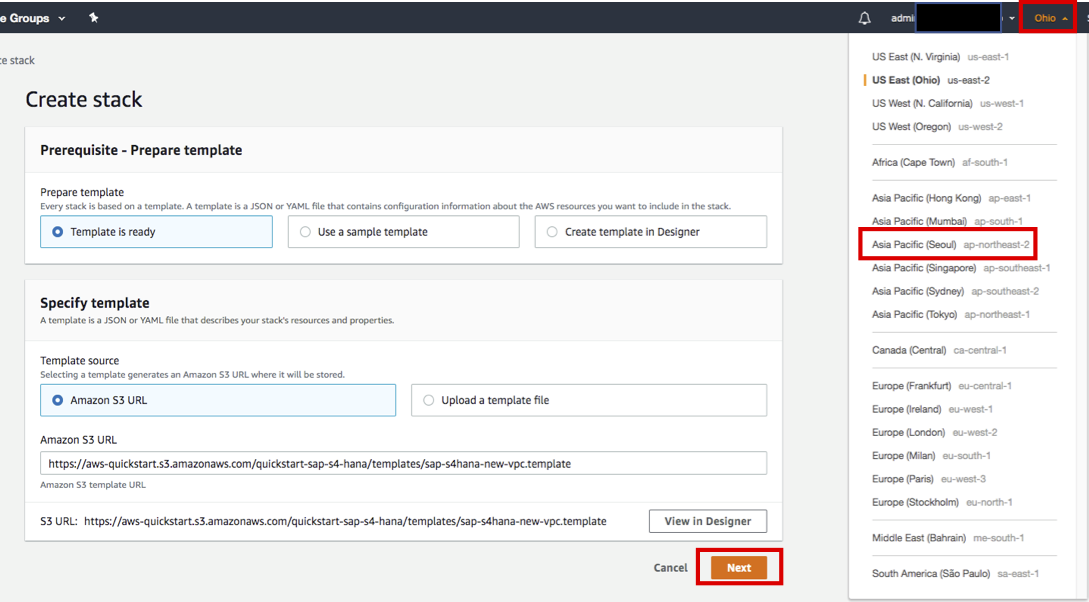 e Groups
admi
Ohio
e stack
Create stack
Prerequisite - Prepare template
Prepare template
Every stack is based on a template. A template is a JSON or YAML file that contains configuration information about the AWS resources you want to include in the stack.
Template is ready
Use a sample template
Create template in Designer
Specify template
A template is a JSON or YAML file that describes your stack's resources and properties.
Template source
Selecting a template generates an Amazon S3 URL where it will be stored.
Amazon S3 URL
Upload a template file
Amazon S3 URL
https://aws-quickstart.s3.amazonaws.com/quickstart-sap-s4-hana/templates/sap-s4hana-new-vpc.template
Amazon S3 template URL
S3 URL: https://aws-quickstart.s3.amazonaws.com/quickstart-sap-s4-hana/templates/sap-s4hana-new-vpc.template
View in Designer
Cancel
Next
US East (N. Virginia) us-east-1
US East (Ohio) us-east-2
US West (N. California) us-west-1
US West (Oregon) us-west-2
Africa (Cape Town) af-south-1
Asia Pacific (Hong Kong) ap-east-1
Asia Pacific (Mumbai) ap-south-1
Asia Pacific (Seoul) ap-northeast-2
Asia Pacific (Singapore) ap-southeast-1
Asia Pacific (Sydney) ap-southeast-2
Asia Pacific (Tokyo) ap-northeast-1
Canada (Central) ca-central-1
Europe (Frankfurt) eu-central-1
Europe (Ireland) eu-west-1
Europe (London) eu-west-2
Europe (Milan) eu-south-1
Europe (Paris) eu-west-3
Europe (Stockholm) eu-north-1
Middle East (Bahrain) me-south-1
South America (São Paulo) sa-east-1